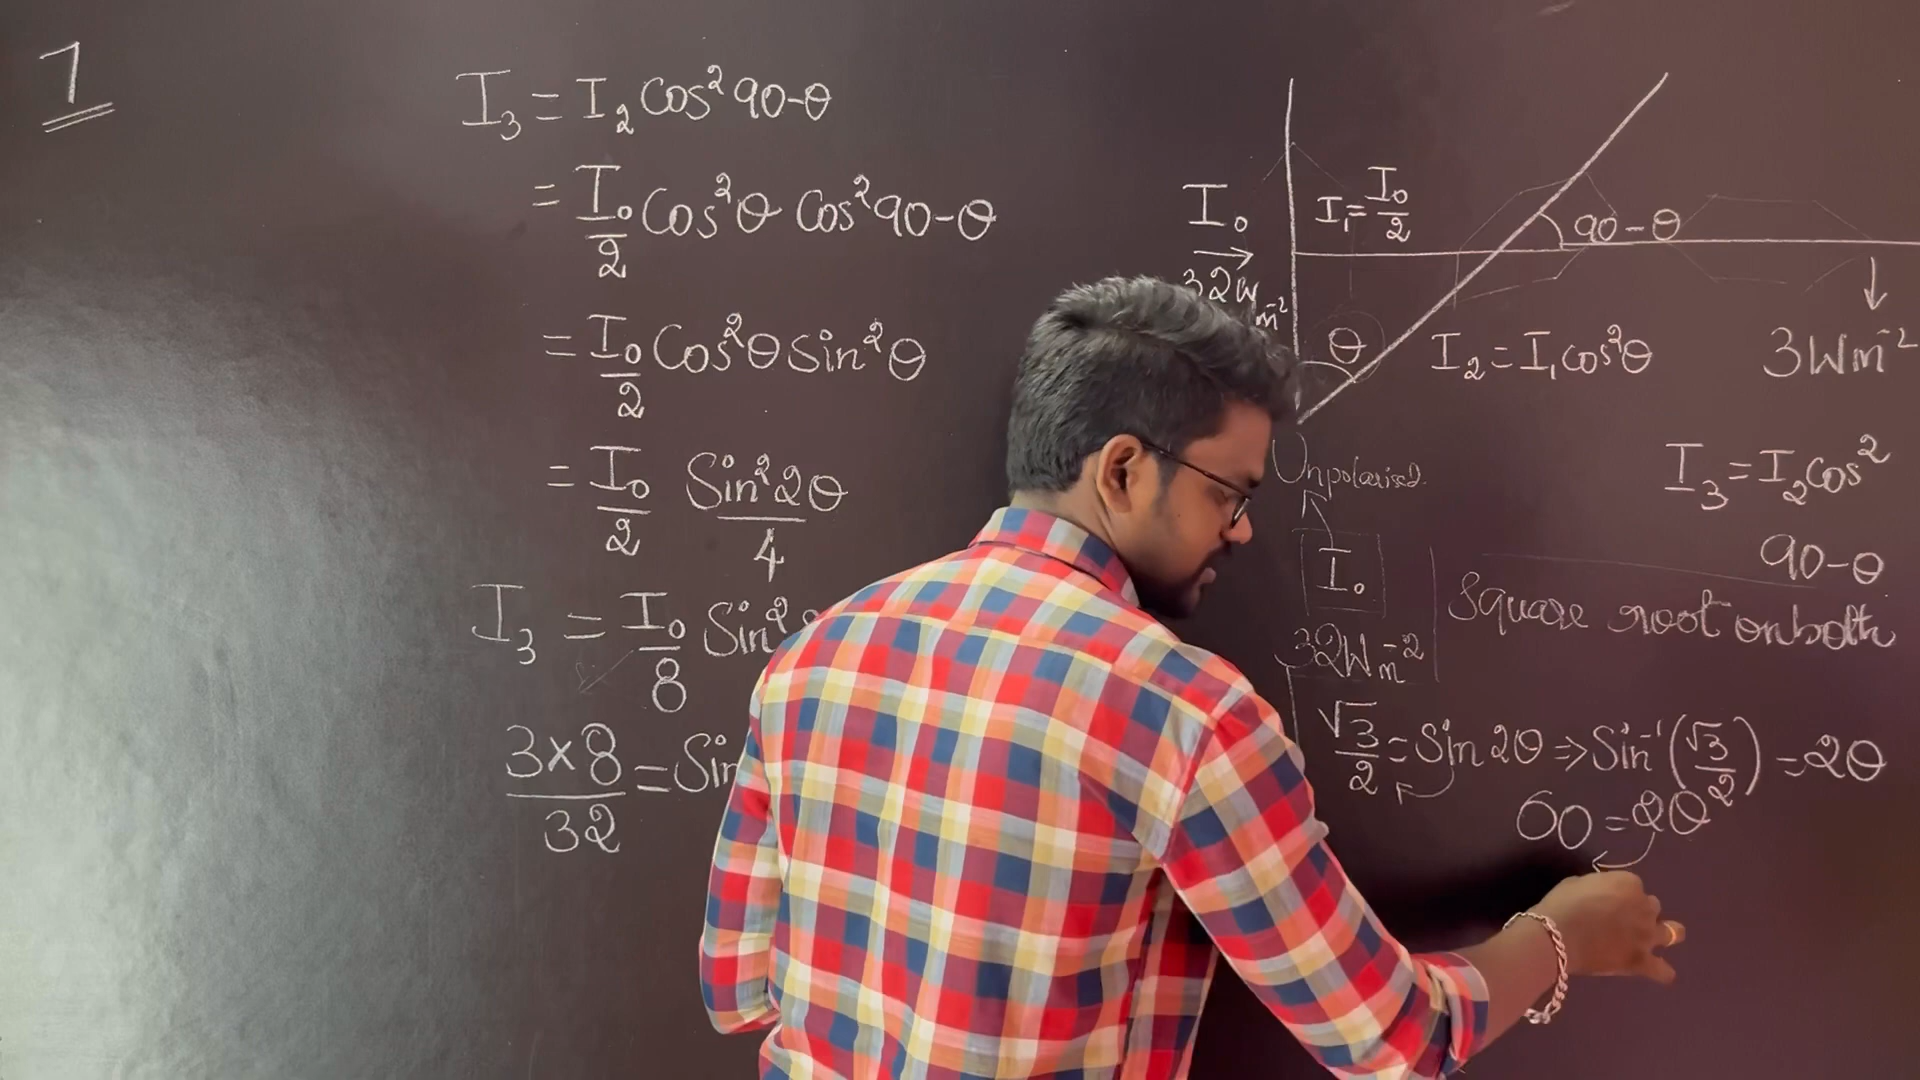 1
I₃ = I₂ Cos² 90-θ
= I₀/2 Cos²θ Cos² 90-θ
= I₀/2 Cos²θ Sin²θ
= I₀/2 Sin²2θ/4
I₃ = I₀/8 Sin²
3×8/32 = Sin
I₀
32W m⁻²
I₁ = I₀/2
90-θ
θ
I₂ = I₁ cos²θ
3Wm⁻²
Unpolarised.
I₃ = I₂ Cos²
90-θ
I₀
32Wm⁻²
Square root on both
√3/2 = Sin 2θ ⇒ Sin⁻¹(√3/2) = 2θ
60 = 2θ